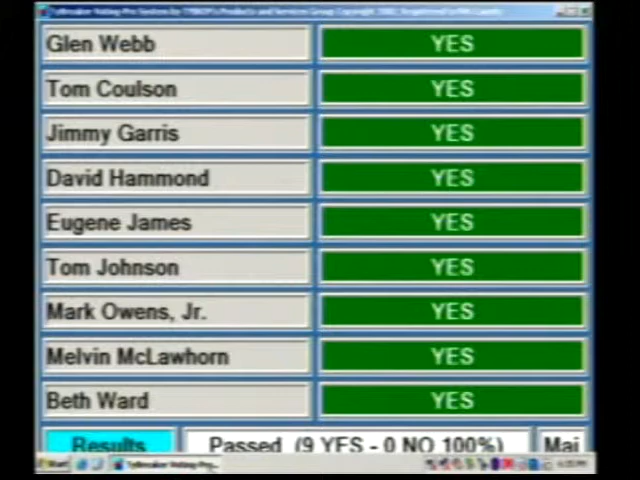 Glen Webb YES
Tom Coulson YES
Jimmy Garris YES
David Hammond YES
Eugene James YES
Tom Johnson YES
Mark Owens, Jr. YES
Melvin McLawhorn YES
Beth Ward YES
Results Passed (9 YES - 0 NO 100%) Mai